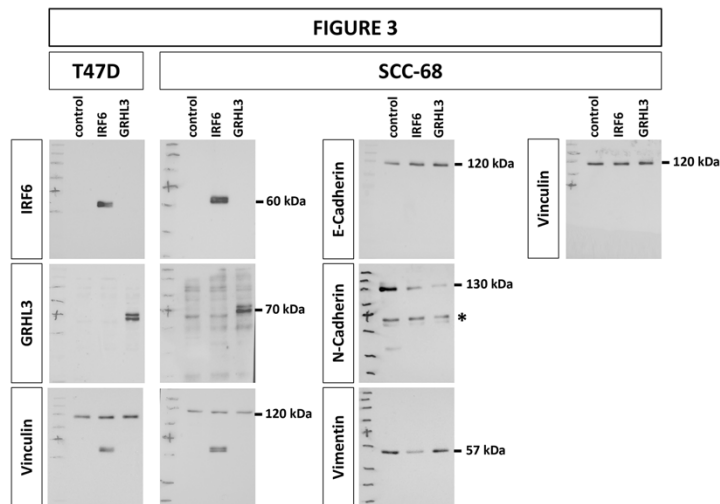 FIGURE 3
T47D
SCC-68
control
IRF6
GRHL3
control
IRF6
GRHL3
control
IRF6
GRHL3
control
IRF6
GRHL3
IRF6
60 kDa
E-Cadherin
120 kDa
Vinculin
120 kDa
GRHL3
70 kDa
N-Cadherin
130 kDa
*
Vinculin
120 kDa
Vimentin
57 kDa